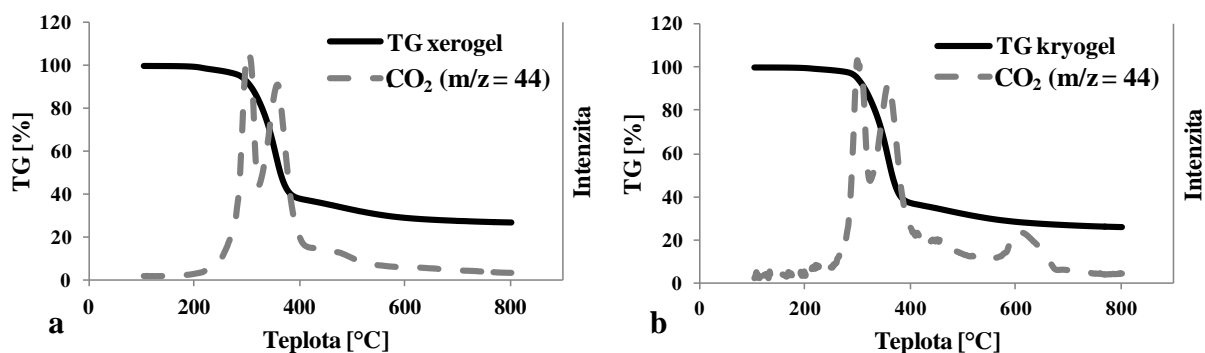 120
100
80
60
40
20
0
TG [%]
TG xerogel
CO₂ (m/z = 44)
Intenzita
0 200 400 600 800
a
Teplota [°C]
120
100
80
60
40
20
0
TG [%]
TG kryogel
CO₂ (m/z = 44)
Intenzita
0 200 400 600 800
b
Teplota [°C]